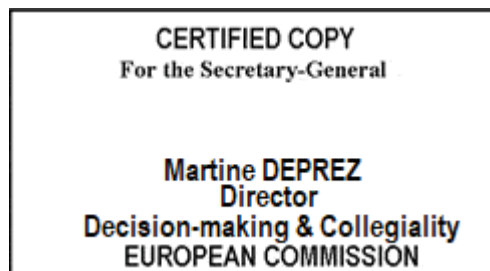 CERTIFIED COPY
For the Secretary-General
Martine DEPREZ
Director
Decision-making & Collegiality
EUROPEAN COMMISSION